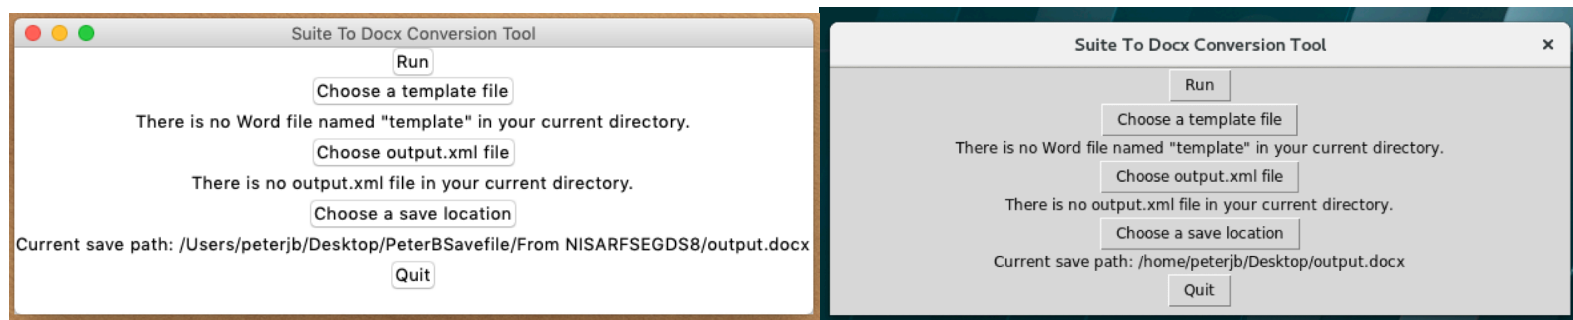 Suite To Docx Conversion Tool
Run
Choose a template file
There is no Word file named "template" in your current directory.
Choose output.xml file
There is no output.xml file in your current directory.
Choose a save location
Current save path: /Users/peterjb/Desktop/PeterBSavefile/From NISARFSEGDS8/output.docx
Quit
Suite To Docx Conversion Tool
Run
Choose a template file
There is no Word file named "template" in your current directory.
Choose output.xml file
There is no output.xml file in your current directory.
Choose a save location
Current save path: /home/peterjb/Desktop/output.docx
Quit